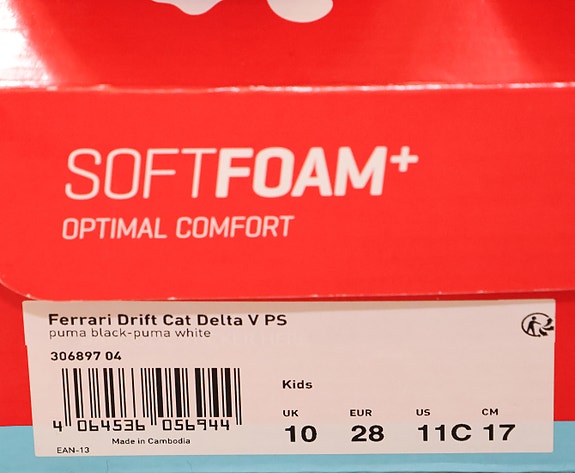 SOFTFOAM+
OPTIMAL COMFORT
Ferrari Drift Cat Delta V PS
puma black-puma white
306897 04
4 064536 056944
Made in Cambodia
EAN-13
Kids
UK EUR US CM
10 28 11C 17